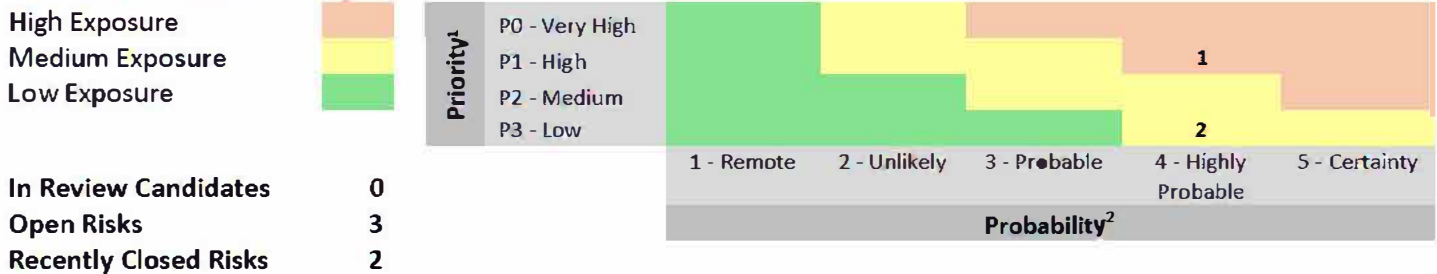 High Exposure
Medium Exposure
Low Exposure
In Review Candidates 0
Open Risks 3
Recently Closed Risks 2
Priority¹
P0 - Very High
P1 - High 1
P2 - Medium
P3 - Low 2
1 - Remote 2 - Unlikely 3 - Probable 4 - Highly Probable 5 - Certainty
Probability²